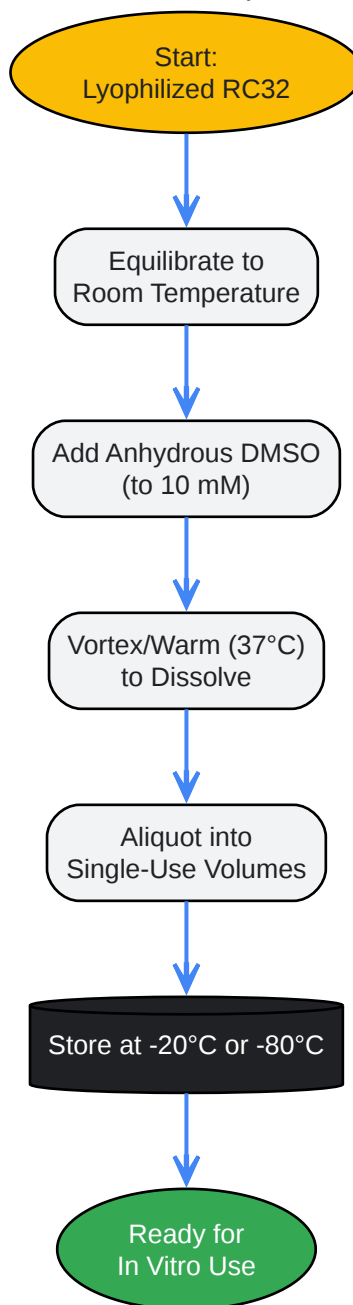 Start:
Lyophilized RC32
Equilibrate to
Room Temperature
Add Anhydrous DMSO
(to 10 mM)
Vortex/Warm (37°C)
to Dissolve
Aliquot into
Single-Use Volumes
Store at -20°C or -80°C
Ready for
In Vitro Use